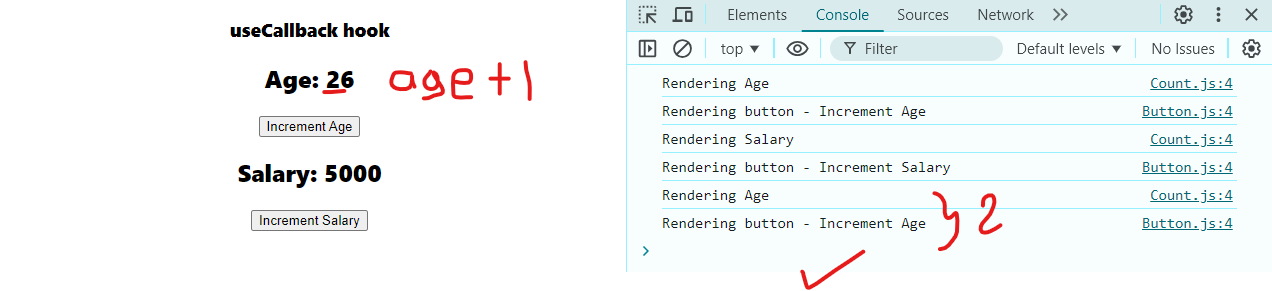 useCallback hook
Age: 26 age+1
Increment Age
Salary: 5000
Increment Salary
Elements Console Sources Network
top Filter Default levels No Issues
Rendering Age Count.js:4
Rendering button - Increment Age Button.js:4
Rendering Salary Count.js:4
Rendering button - Increment Salary Button.js:4
Rendering Age Count.js:4
Rendering button - Increment Age Button.js:4
2